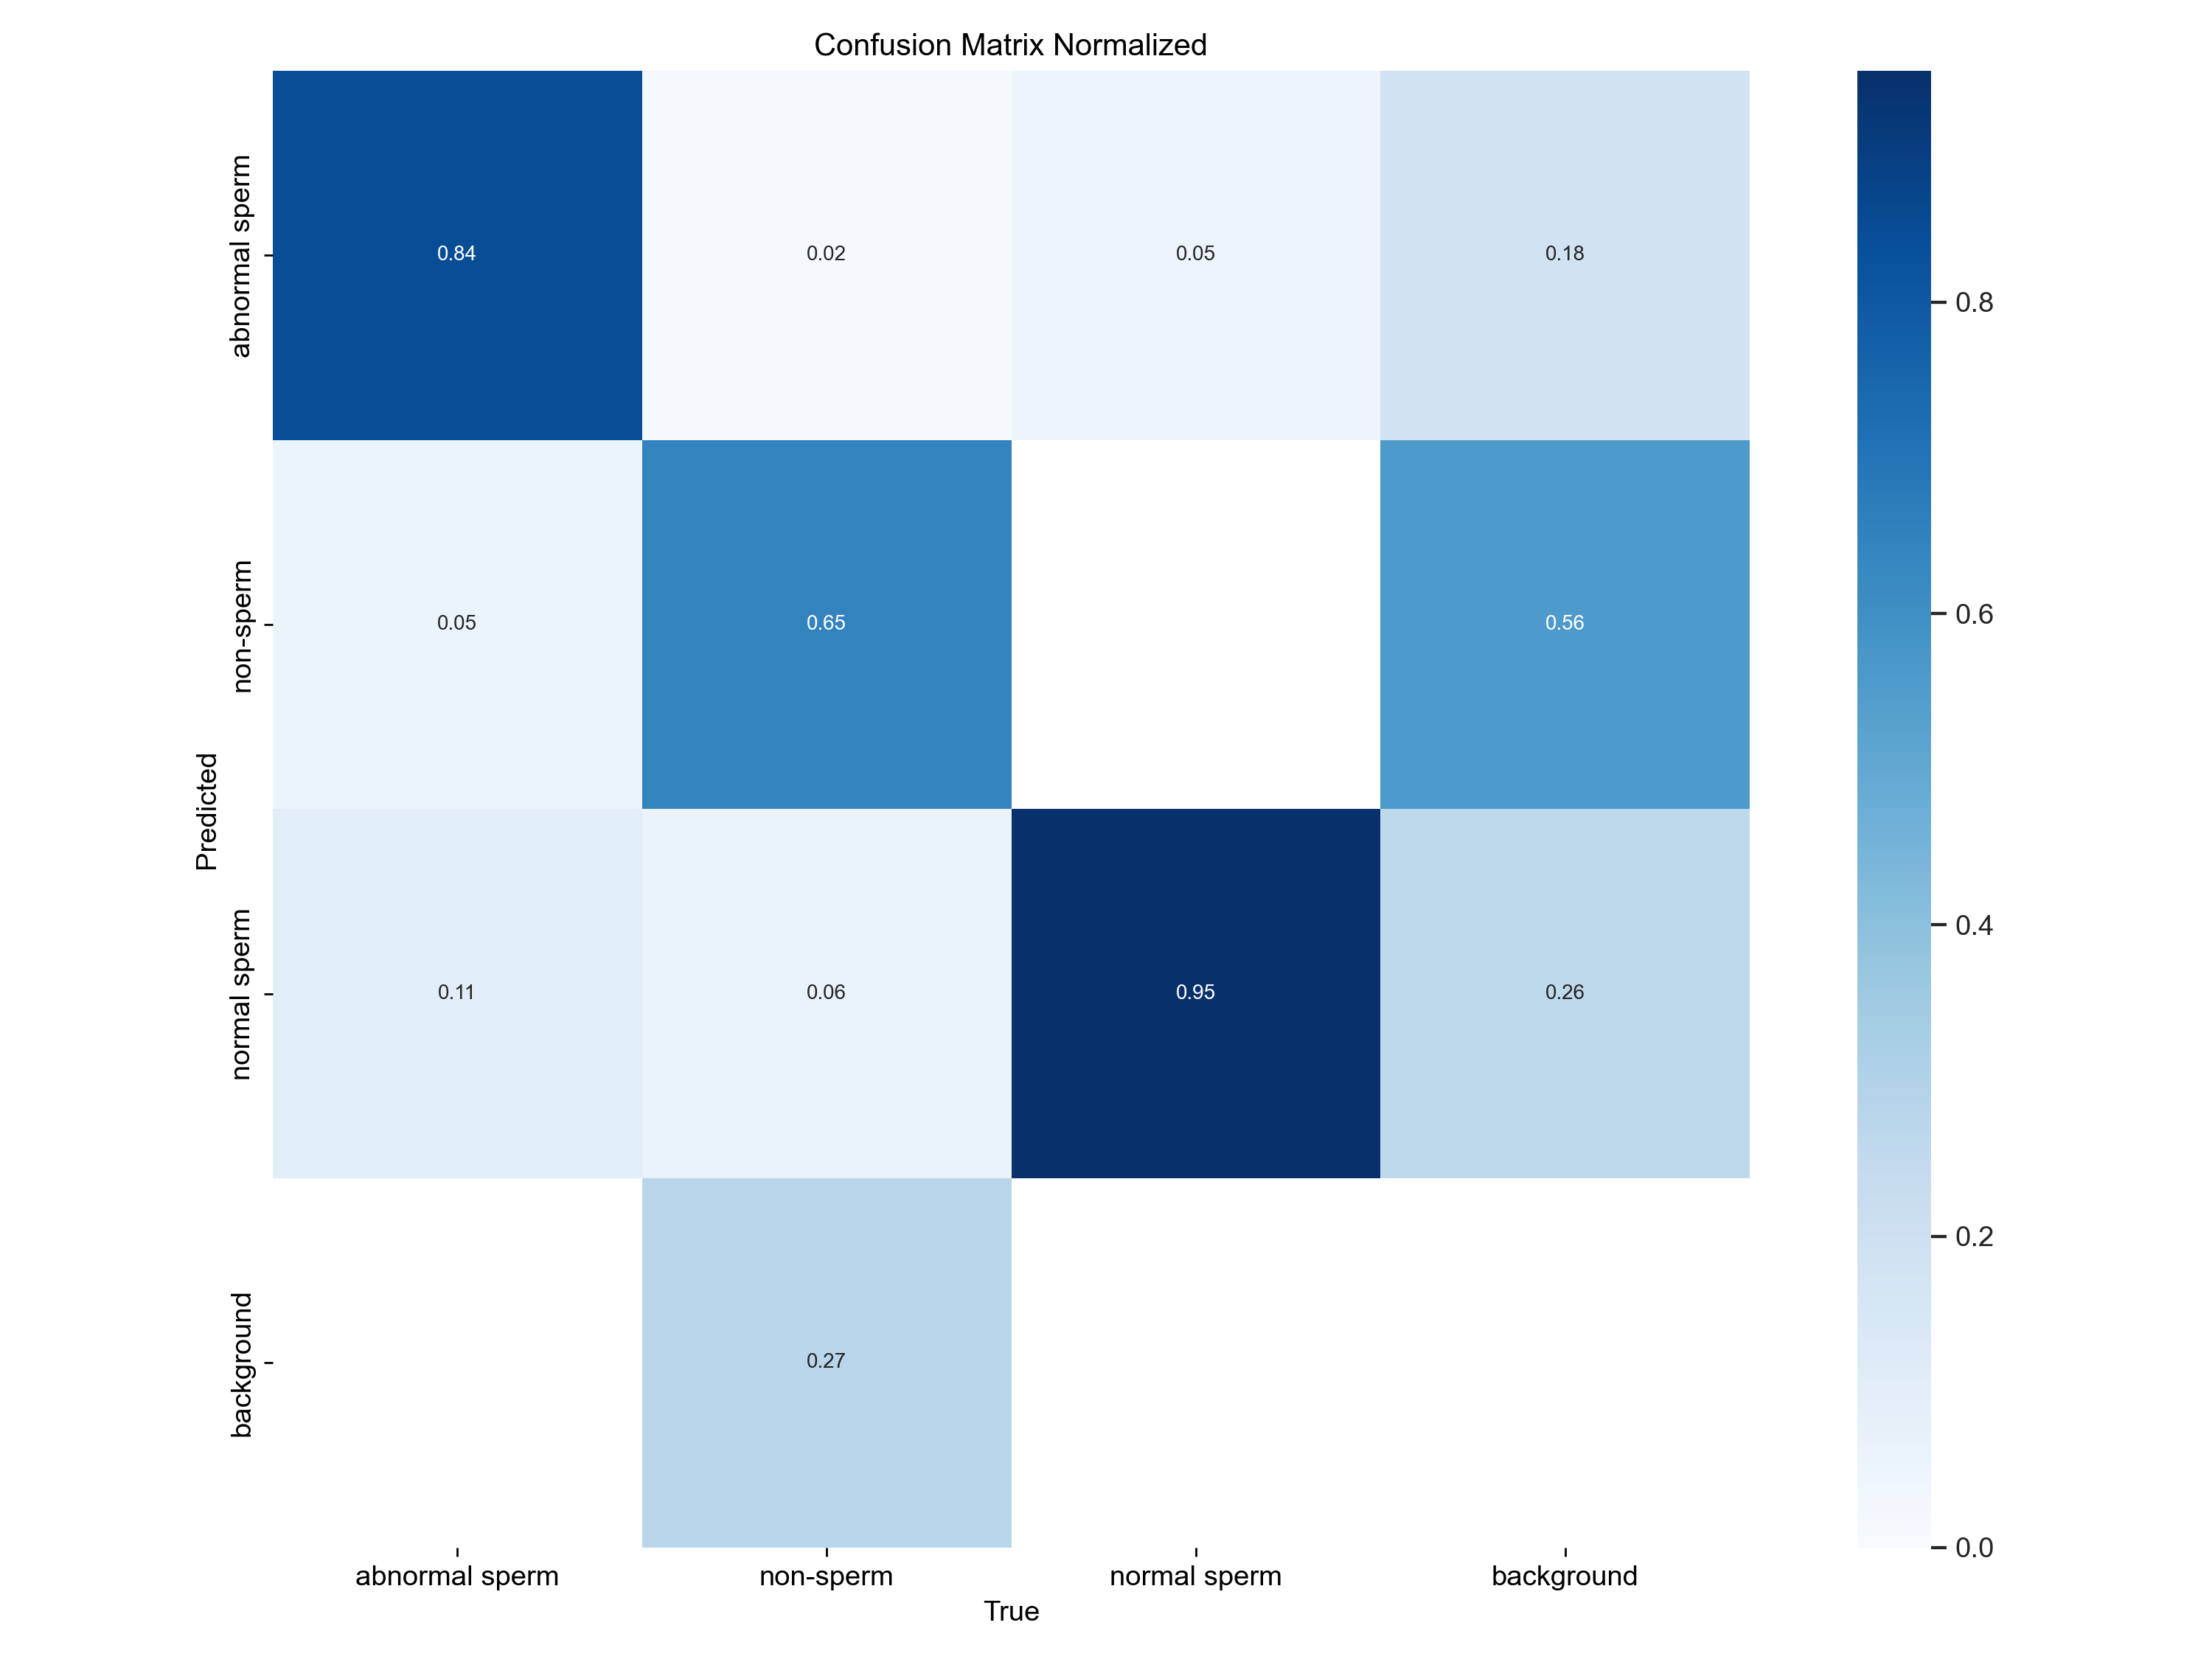 Confusion Matrix Normalized
abnormal sperm
0.84
0.02
0.05
0.18
non-sperm
0.05
0.65
0.56
normal sperm
0.11
0.06
0.95
0.26
background
0.27
Predicted
abnormal sperm
non-sperm
normal sperm
background
True
0.8
0.6
0.4
0.2
0.0